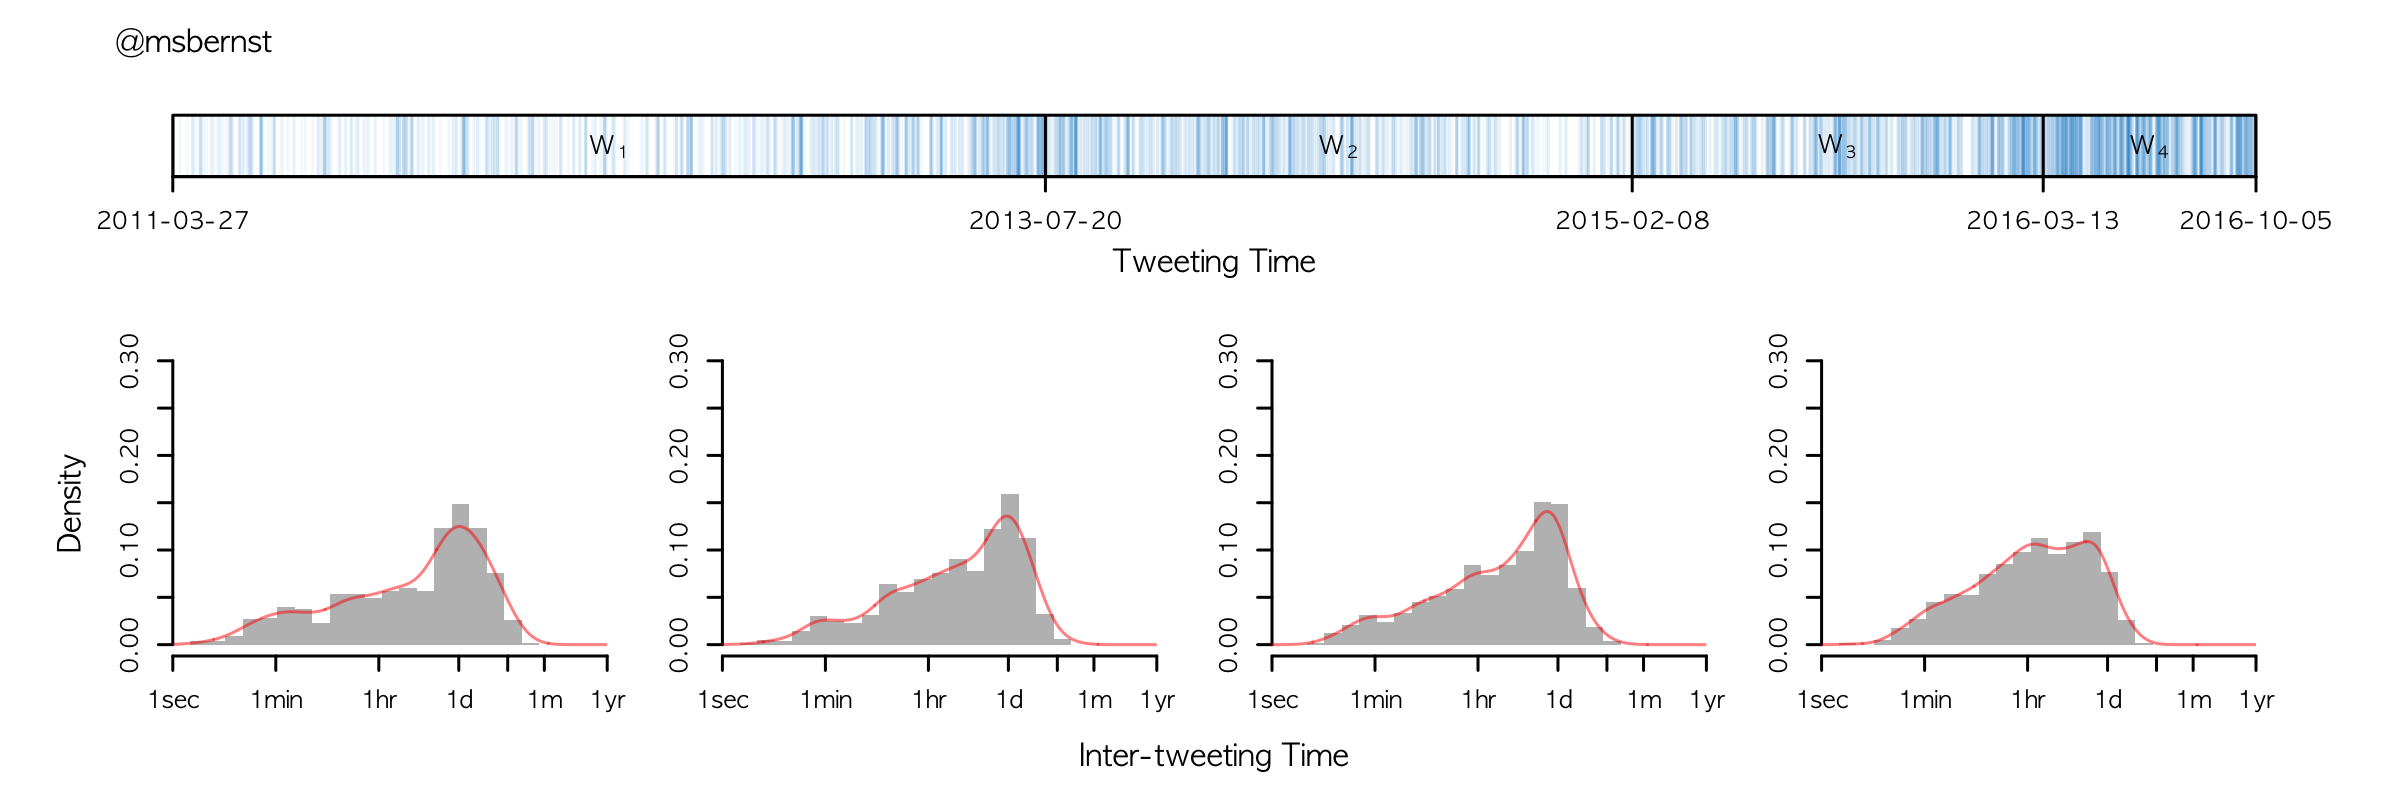 @msbernst
W1 W2 W3 W4
2011-03-27 2013-07-20 2015-02-08 2016-03-13 2016-10-05
Tweeting Time
Density
0.00 0.10 0.20 0.30
1sec 1min 1hr 1d 1m 1yr
0.00 0.10 0.20 0.30
1sec 1min 1hr 1d 1m 1yr
0.00 0.10 0.20 0.30
1sec 1min 1hr 1d 1m 1yr
0.00 0.10 0.20 0.30
1sec 1min 1hr 1d 1m 1yr
Inter-tweeting Time